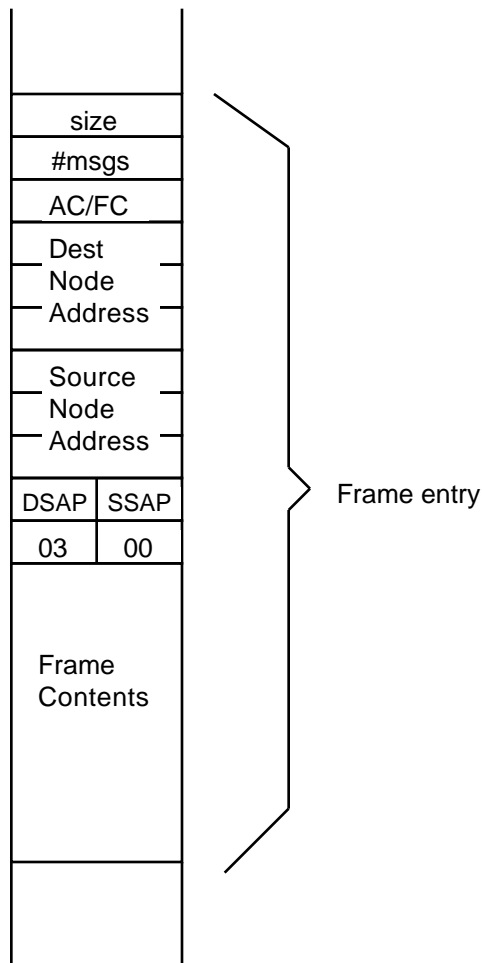 size
#msgs
AC/FC
Dest
Node
Address
Source
Node
Address
DSAP SSAP
03 00
Frame entry
Frame
Contents